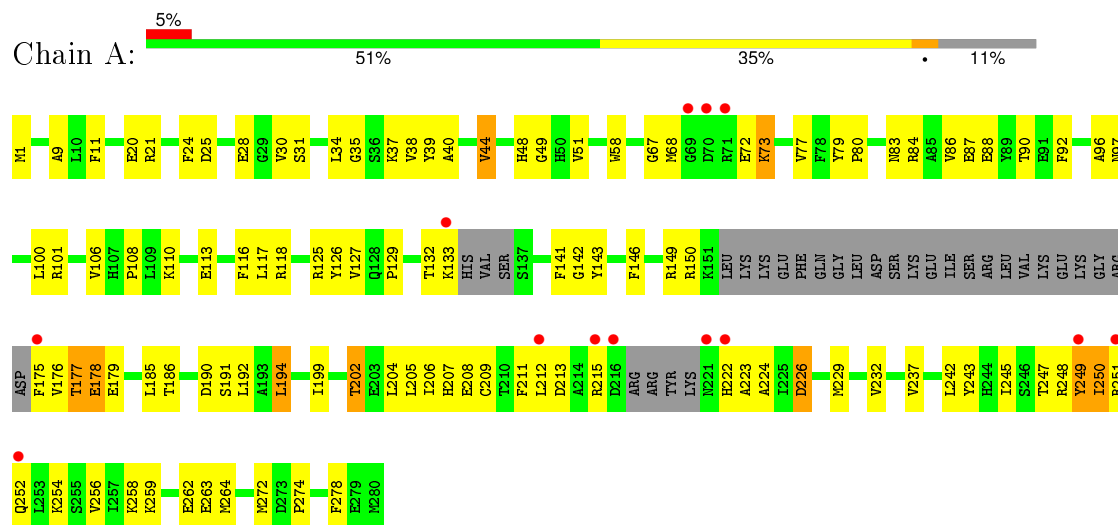 5%
Chain A:
51% 35% • 11%
M1 A9 L10 F11 E20 R21 F24 D25 E28 G29 V30 S31 L34 G35 S36 K37 V38 Y39 A40 V44 H48 G49 H50 V51 W58 G67 M68 G69 D70 R71 E72 K73 V77 F78 Y79 P80 N83 R84 A85 V86 E87 E88 Y89 T90 E91 F92 A96 N97
L100 R101 V106 H107 P108 L109 K110 E113 F116 L117 R118 R125 Y126 V127 Q128 P129 T132 K133 HIS VAL SER S137 F141 G142 Y143 F146 R149 R150 K151 LEU LYS LYS GLU PHE GLN GLY LEU ASP SER LYS GLU ILE SER ARG LEU VAL LYS GLU LYS GLY ARG
ASP F175 V176 T177 E178 E179 L185 T186 D190 S191 L192 A193 L194 I199 T202 E203 L204 L205 I206 H207 E208 C209 T210 F211 L212 D213 A214 R215 D216 ARG ARG TYR LYS N221 H222 A223 A224 I225 D226 M229 V232 V237 L242 Y243 H244 I245 S246 T247 R248 Y249 I250
Q252 L253 K254 S255 V256 I257 K258 K259 E262 E263 M264 M272 D273 P274 F278 E279 M280